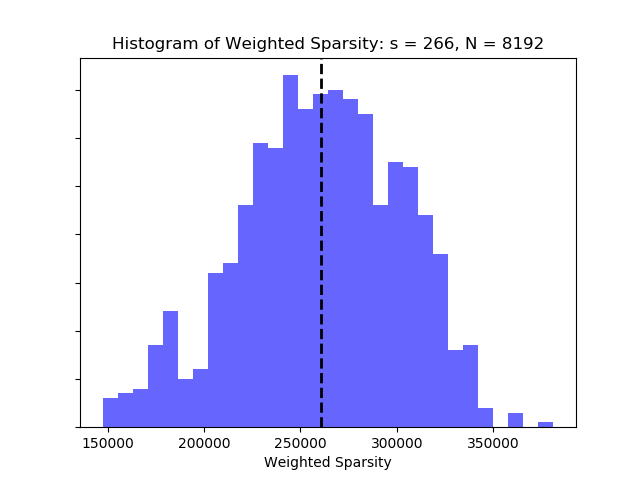 Histogram of Weighted Sparsity: s = 266, N = 8192
150000 200000 250000 300000 350000
Weighted Sparsity